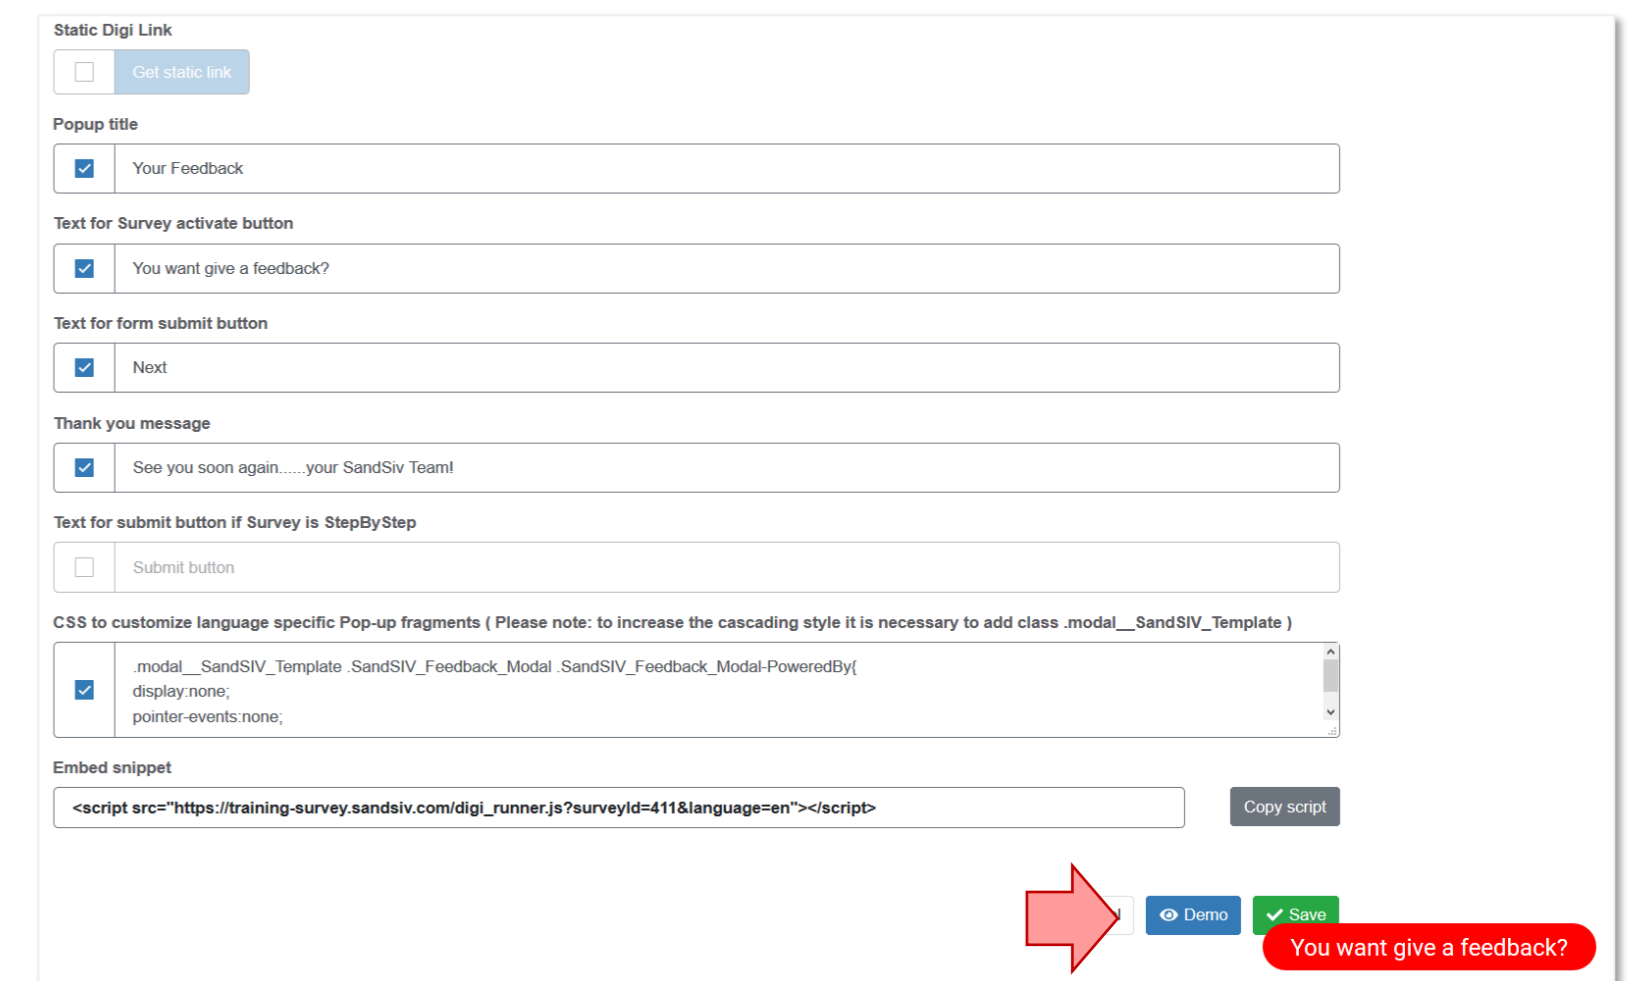 Static Digi Link
Get static link
Popup title
Your Feedback
Text for Survey activate button
You want give a feedback?
Text for form submit button
Next
Thank you message
See you soon again......your SandSiv Team!
Text for submit button if Survey is StepByStep
Submit button
CSS to customize language specific Pop-up fragments ( Please note: to increase the cascading style it is necessary to add class .modal__SandSIV_Template )
.modal__SandSIV_Template .SandSIV_Feedback_Modal .SandSIV_Feedback_Modal-PoweredBy{
display:none;
pointer-events:none;
Embed snippet
<script src="https://training-survey.sandsiv.com/digi_runner.js?surveyId=411&language=en"></script>
Copy script
Demo
Save
You want give a feedback?